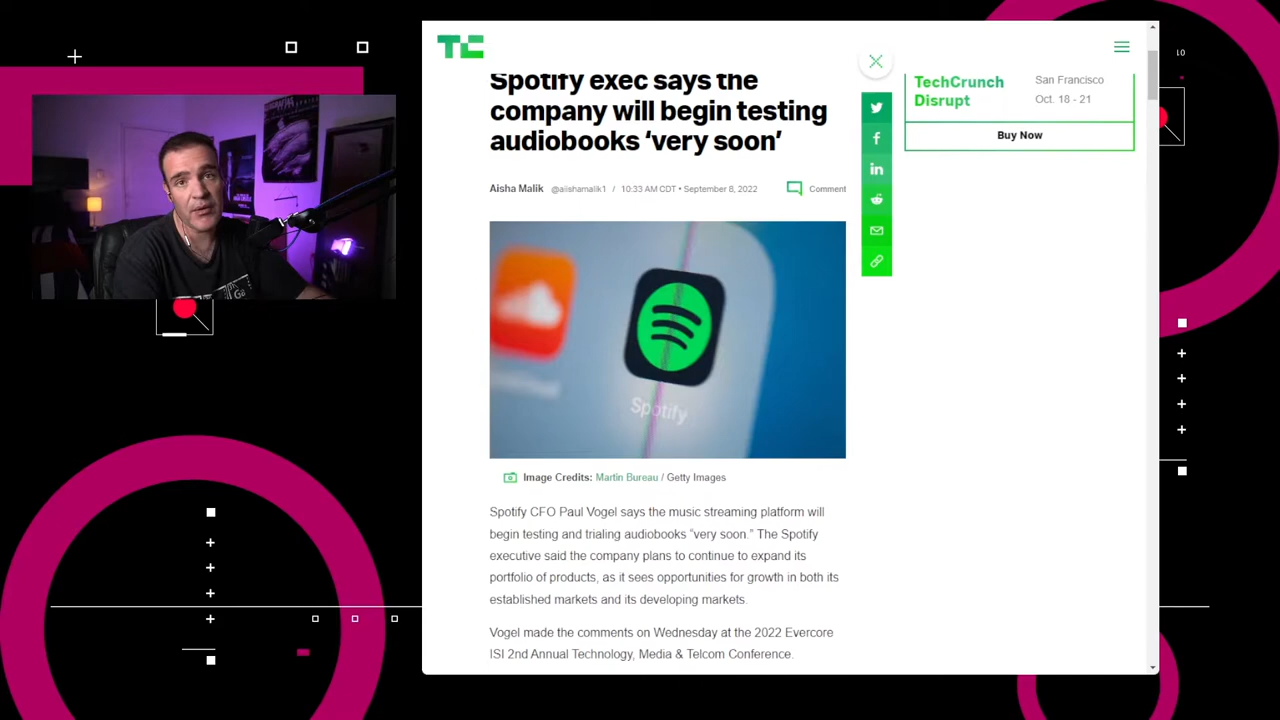 TC
Spotify exec says the
company will begin testing
audiobooks ‘very soon’
Aisha Malik @aiishamalik1 / 10:33 AM CDT • September 8, 2022
Comment
TechCrunch
Disrupt
San Francisco
Oct. 18 - 21
Buy Now
Spotify
Image Credits: Martin Bureau / Getty Images
Spotify CFO Paul Vogel says the music streaming platform will
begin testing and trialing audiobooks “very soon.” The Spotify
executive said the company plans to continue to expand its
portfolio of products, as it sees opportunities for growth in both its
established markets and its developing markets.
Vogel made the comments on Wednesday at the 2022 Evercore
ISI 2nd Annual Technology, Media & Telcom Conference.
10